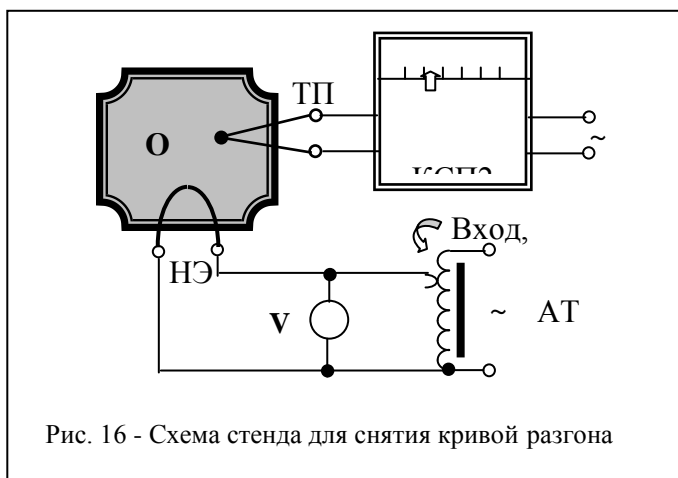 ТП
О
~
Вход,
НЭ
V
~ АТ
Рис. 16 - Схема стенда для снятия кривой разгона